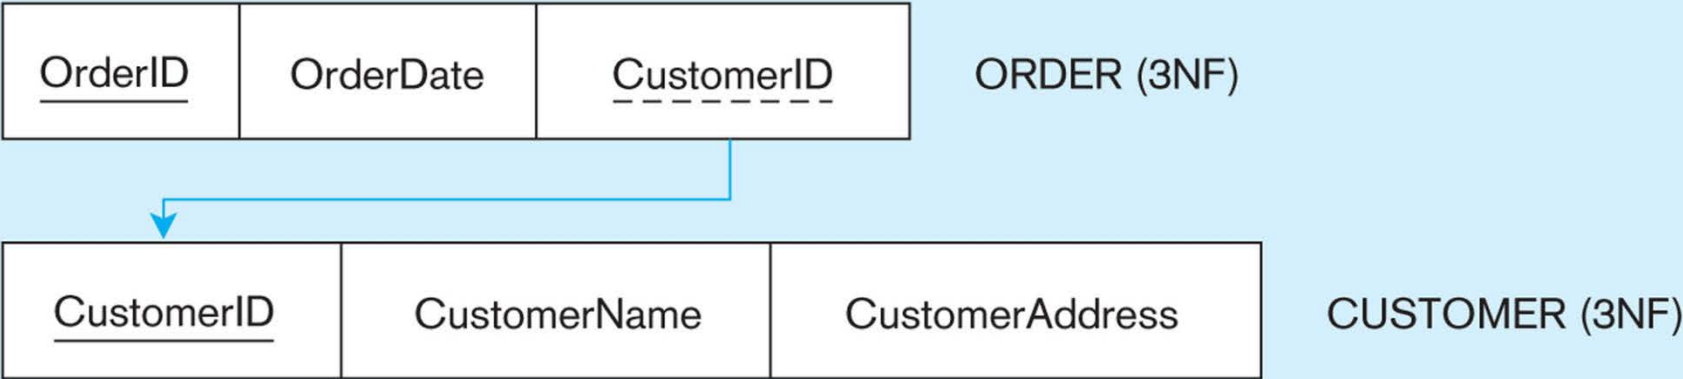 OrderID OrderDate CustomerID ORDER (3NF)
CustomerID CustomerName CustomerAddress CUSTOMER (3NF)